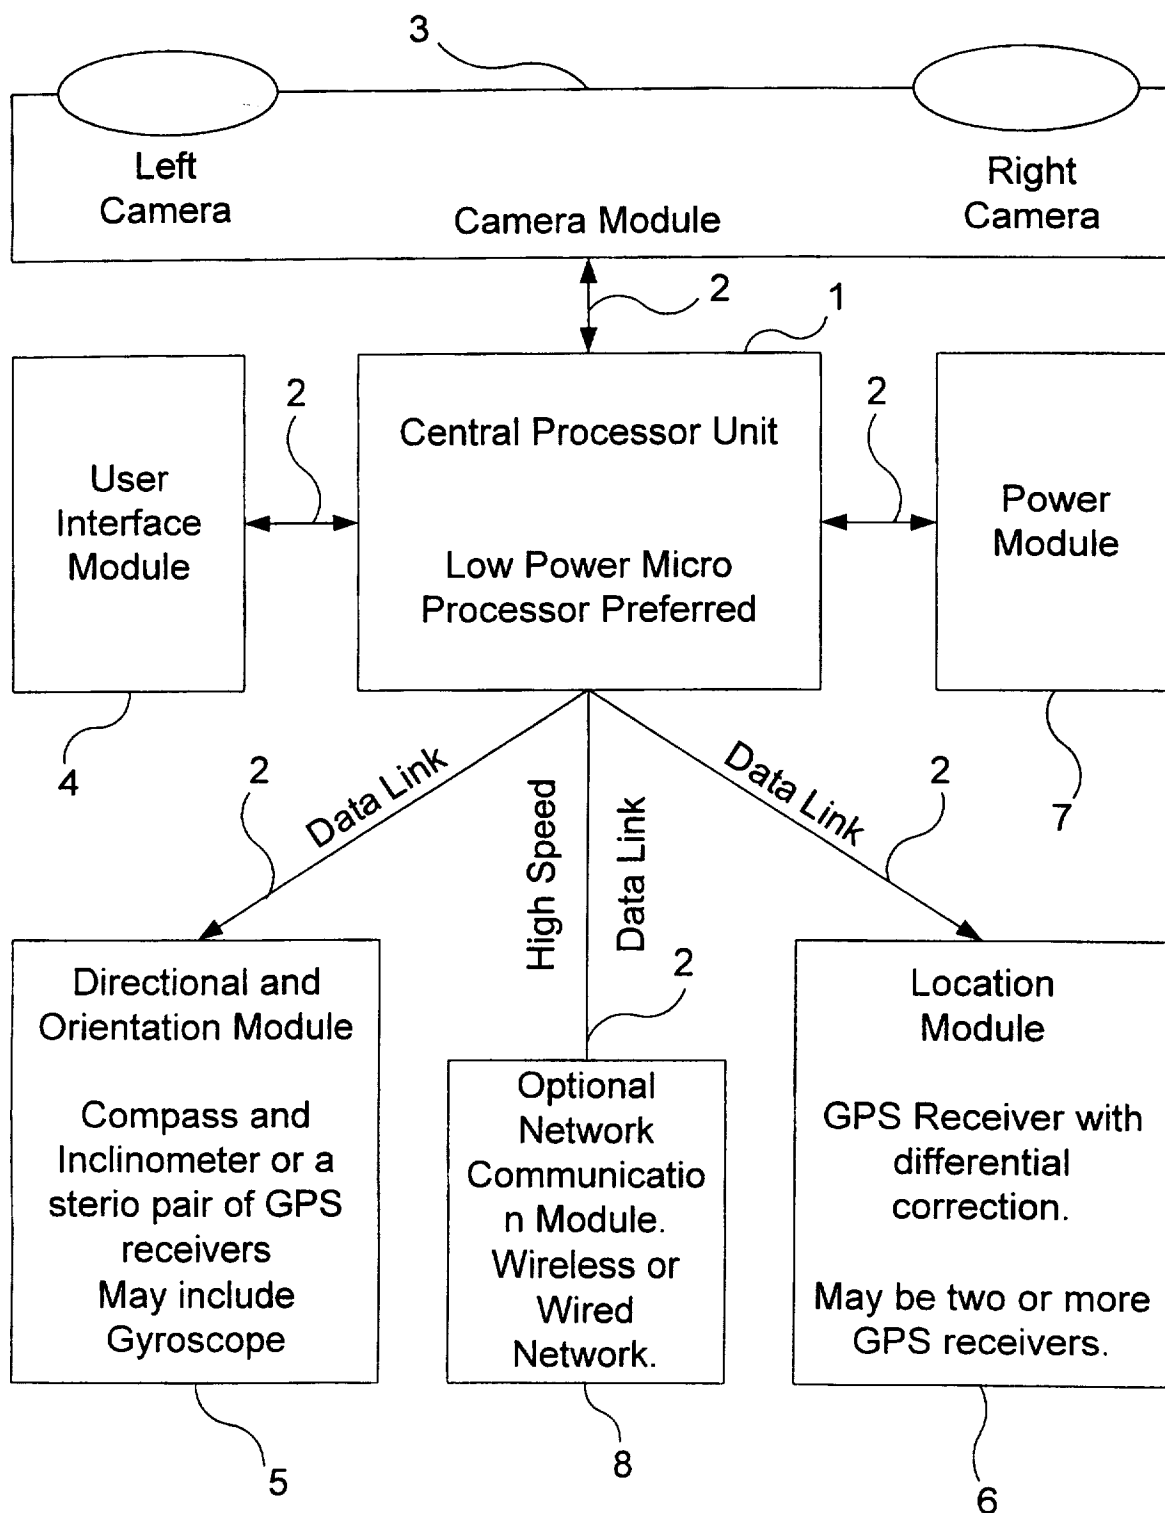 3
Left
Camera
Right
Camera
Camera Module
2
1
2
2
User
Interface
Module
Central Processor Unit
Low Power Micro
Processor Preferred
Power
Module
4
7
2
Data Link
High Speed
Data Link
Data Link
2
2
Directional and
Orientation Module
Compass and
Inclinometer or a
sterio pair of GPS
receivers
May include
Gyroscope
Optional
Network
Communicatio
n Module.
Wireless or
Wired
Network.
Location
Module
GPS Receiver with
differential
correction.
May be two or more
GPS receivers.
5
8
6